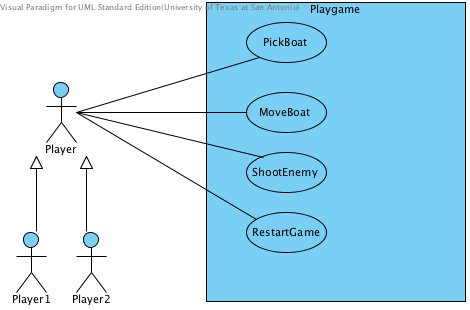 Visual Paradigm for UML Standard Edition(University of Texas at San Antonio)
Playgame
PickBoat
MoveBoat
Player
ShootEnemy
RestartGame
Player1
Player2